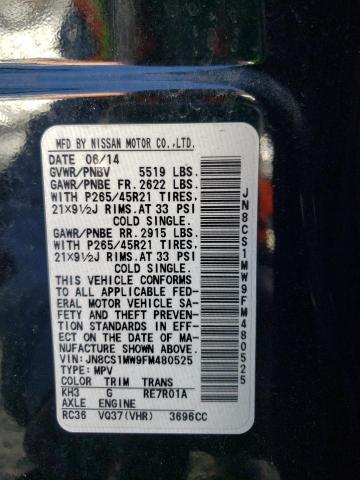 MFD BY NISSAN MOTOR CO.,LTD.
DATE 06/14
GVWR/PNBV 5519 LBS.
GAWR/PNBE FR. 2622 LBS.
WITH P265/45R21 TIRES,
21X9½J RIMS.AT 33 PSI
COLD SINGLE.
GAWR/PNBE RR. 2915 LBS.
WITH P265/45R21 TIRES,
21X9½J RIMS.AT 33 PSI
COLD SINGLE.
THIS VEHICLE CONFORMS
TO ALL APPLICABLE FED-
ERAL MOTOR VEHICLE SA-
FETY AND THEFT PREVENTION
STANDARDS IN EFF-
ECT ON THE DATE OF MA-
NUFACTURE SHOWN ABOVE.
VIN: JN8CS1MW9FM480525
TYPE: MPV
COLOR TRIM TRANS
KH3 G RE7R01A
AXLE ENGINE
RC36 VQ37(VHR) 3696CC
JN8CS1MW9FM480525